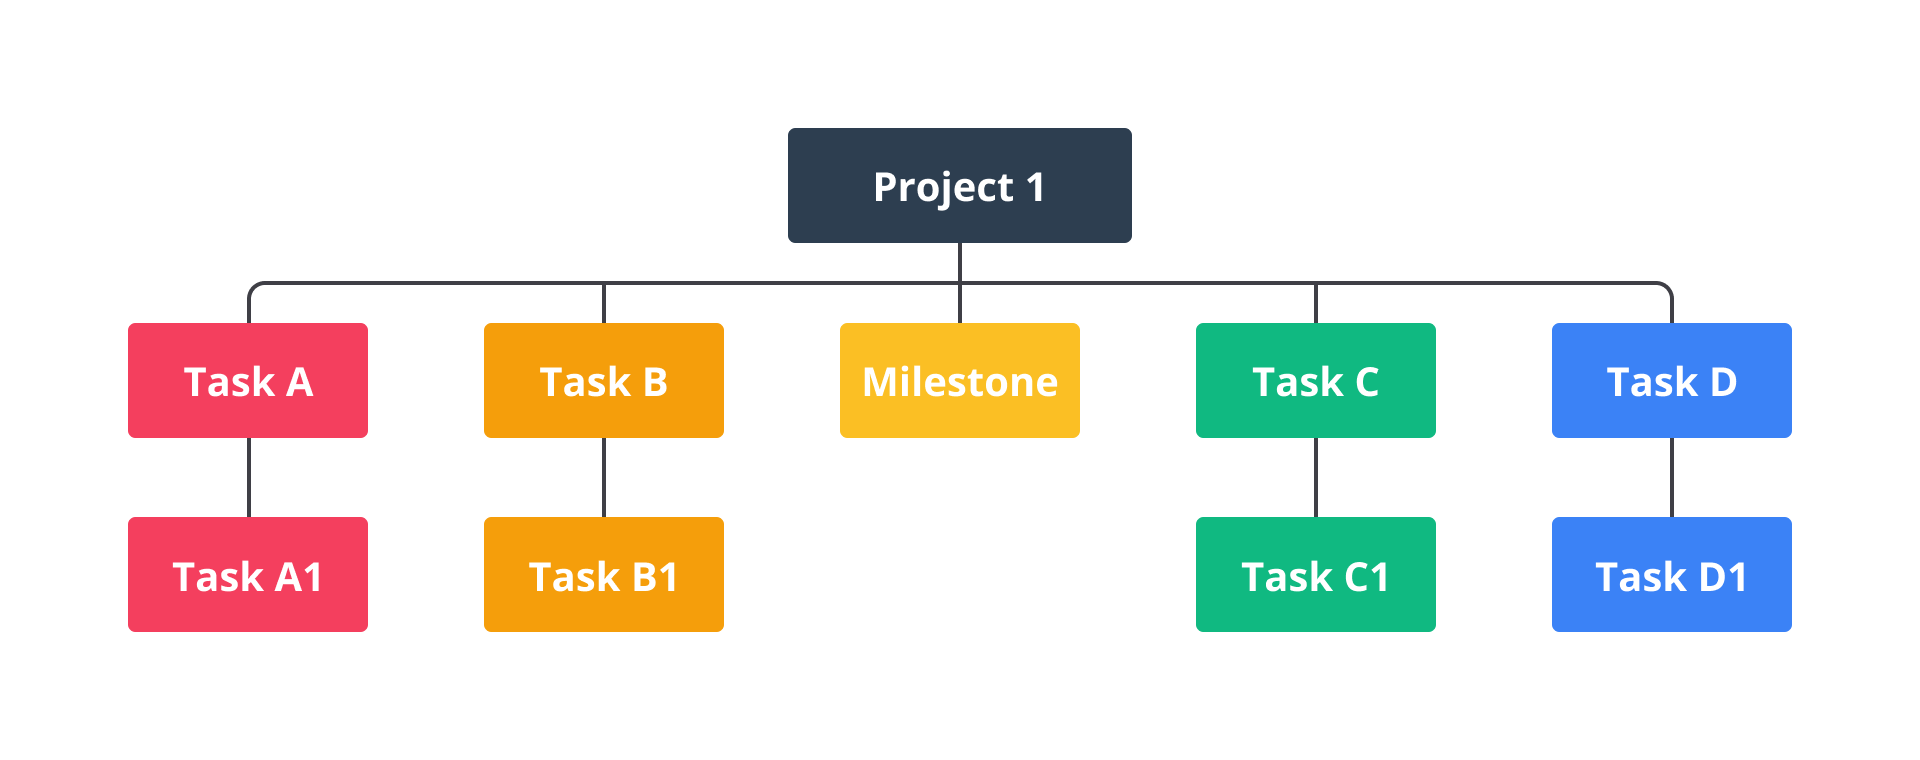 Project 1
Task A
Task B
Milestone
Task C
Task D
Task A1
Task B1
Task C1
Task D1